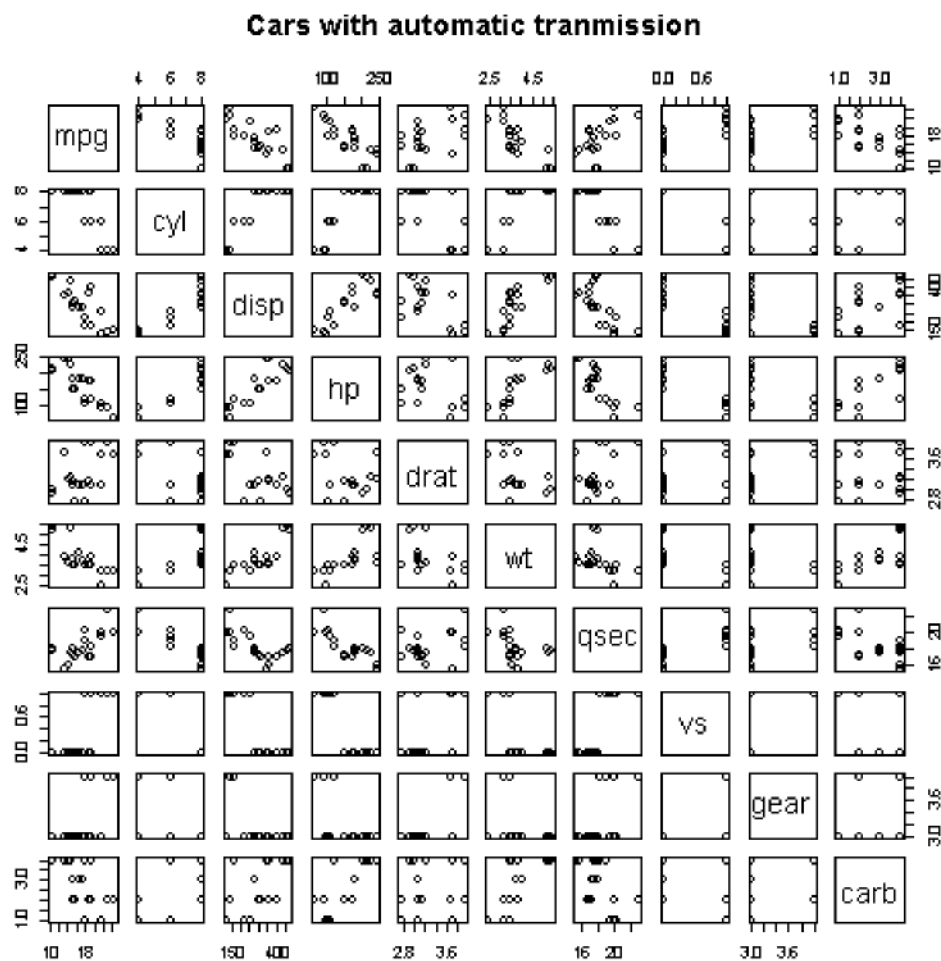 Cars with automatic tranmission
4 6 8 100 250 2.5 4.5 0.0 0.6 1.0 3.0
mpg
10 18
cyl
4 6 8
disp
150 400
hp
100 250
drat
2.8 3.6
wt
2.5 4.5
qsec
16 20
vs
0.0 0.6
gear
3.0 3.6
carb
1.0 3.0
10 18 150 400 2.8 3.6 16 20 3.0 3.6